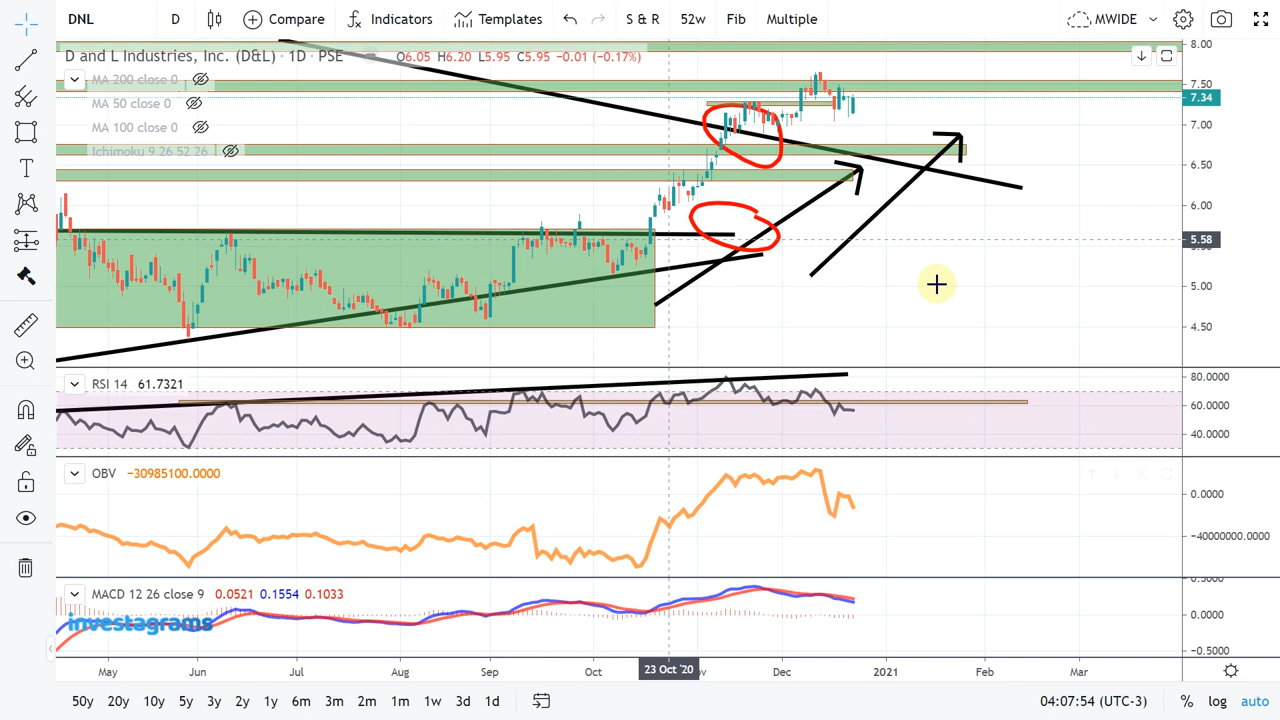 DNL D Compare Indicators Templates S & R 52w Fib Multiple MWIDE
D and L Industries, Inc. (D&L) · 1D · PSE O6.05 H6.20 L5.95 C5.95 −0.01 (−0.17%)
MA 200 close 0
MA 50 close 0
MA 100 close 0
Ichimoku 9 26 52 26
8.00
7.50
7.34
7.00
6.50
6.00
5.58
5.00
4.50
RSI 14 61.7321
80.0000
60.0000
40.0000
OBV −30985100.0000
0.0000
−40000000.0000
MACD 12 26 close 9 0.0521 0.1554 0.1033
0.0000
−0.5000
investagrams
May Jun Jul Aug Sep Oct 23 Oct '20 Dec 2021 Feb Mar
50y 20y 10y 5y 3y 2y 1y 6m 3m 2m 1m 1w 3d 1d 04:07:54 (UTC-3) % log auto